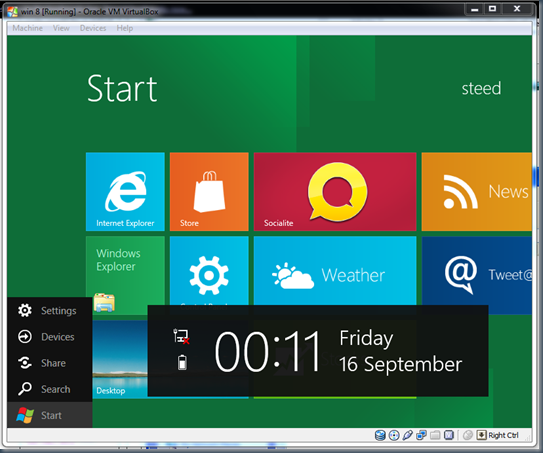 win 8 [Running] - Oracle VM VirtualBox
Machine View Devices Help
Start
steed
Internet Explorer
Store
Socialite
News
Windows
Explorer
Weather
Tweet@
Settings
Devices
Share
Search
Start
Desktop
00:11
Friday
16 September
Right Ctrl